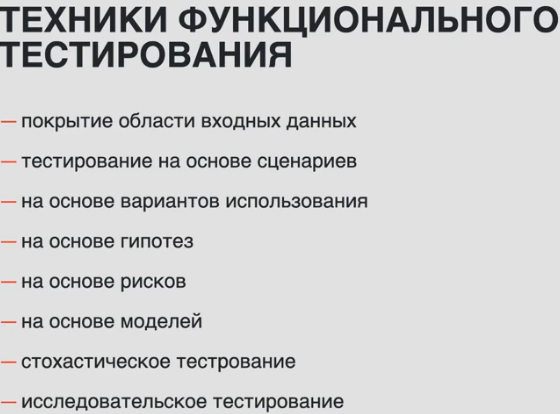 ТЕХНИКИ ФУНКЦИОНАЛЬНОГО
ТЕСТИРОВАНИЯ
— покрытие области входных данных
— тестирование на основе сценариев
— на основе вариантов использования
— на основе гипотез
— на основе рисков
— на основе моделей
— стохастическое тестрование
— исследовательское тестирование